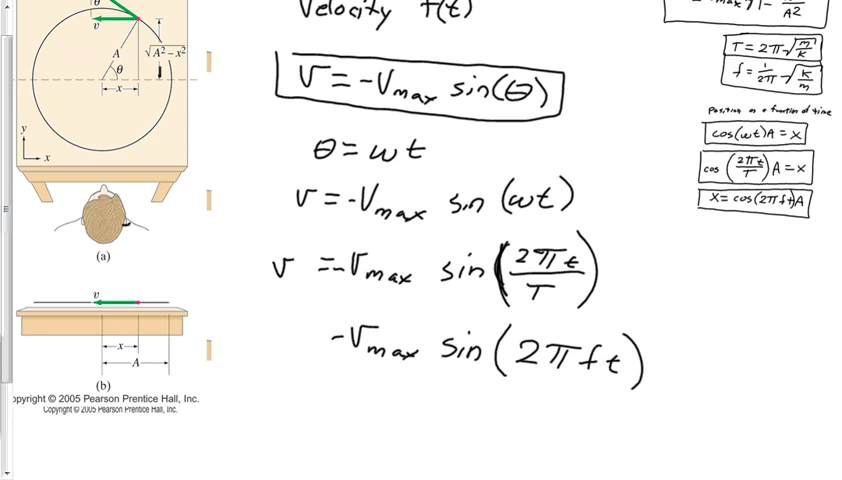 Velocity f(t)
v = -Vmax sin(θ)
θ = ωt
v = -Vmax sin(ωt)
v = -Vmax sin(2πt/T)
-Vmax sin(2πft)
T = 2π√m/k
f = 1/2π √k/m
Position as a function of time
cos(ωt)A = x
cos(2πt/T)A = x
x = cos(2πft)A
θ
v
A
√A² – x²
θ
x
y
x
(a)
v
x
A
(b)
opyright © 2005 Pearson Prentice Hall, Inc.
Copyright © 2005 Pearson Prentice Hall, Inc.